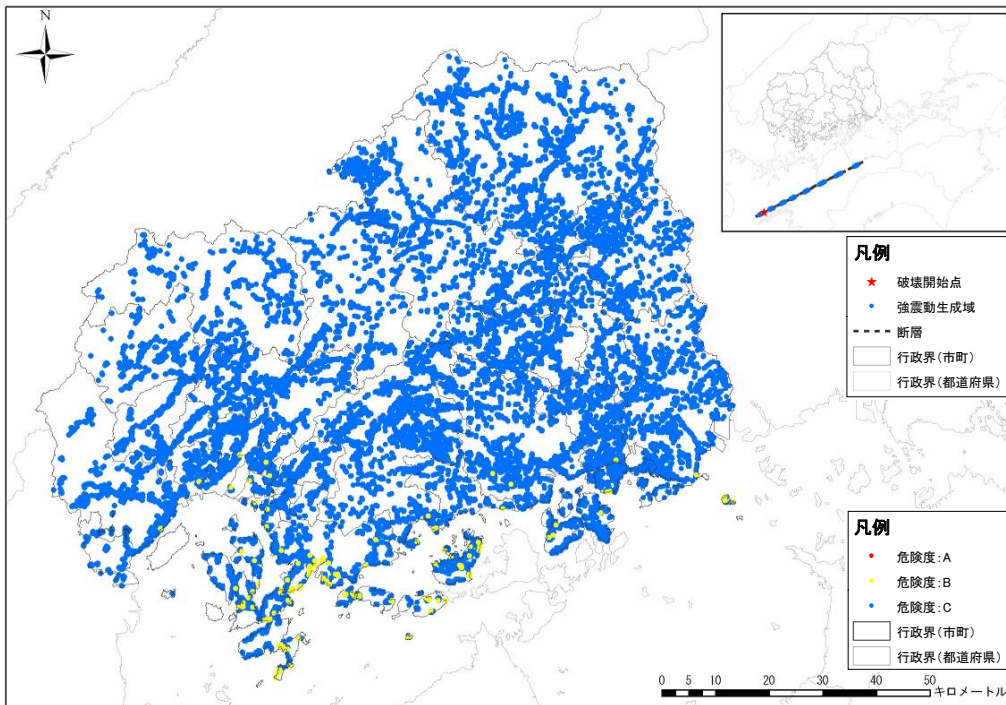 N
凡例
破壊開始点
強震動生成域
断層
行政界(市町)
行政界(都道府県)
凡例
危険度:A
危険度:B
危険度:C
行政界(市町)
行政界(都道府県)
0 5 10 20 30 40 50
キロメートル